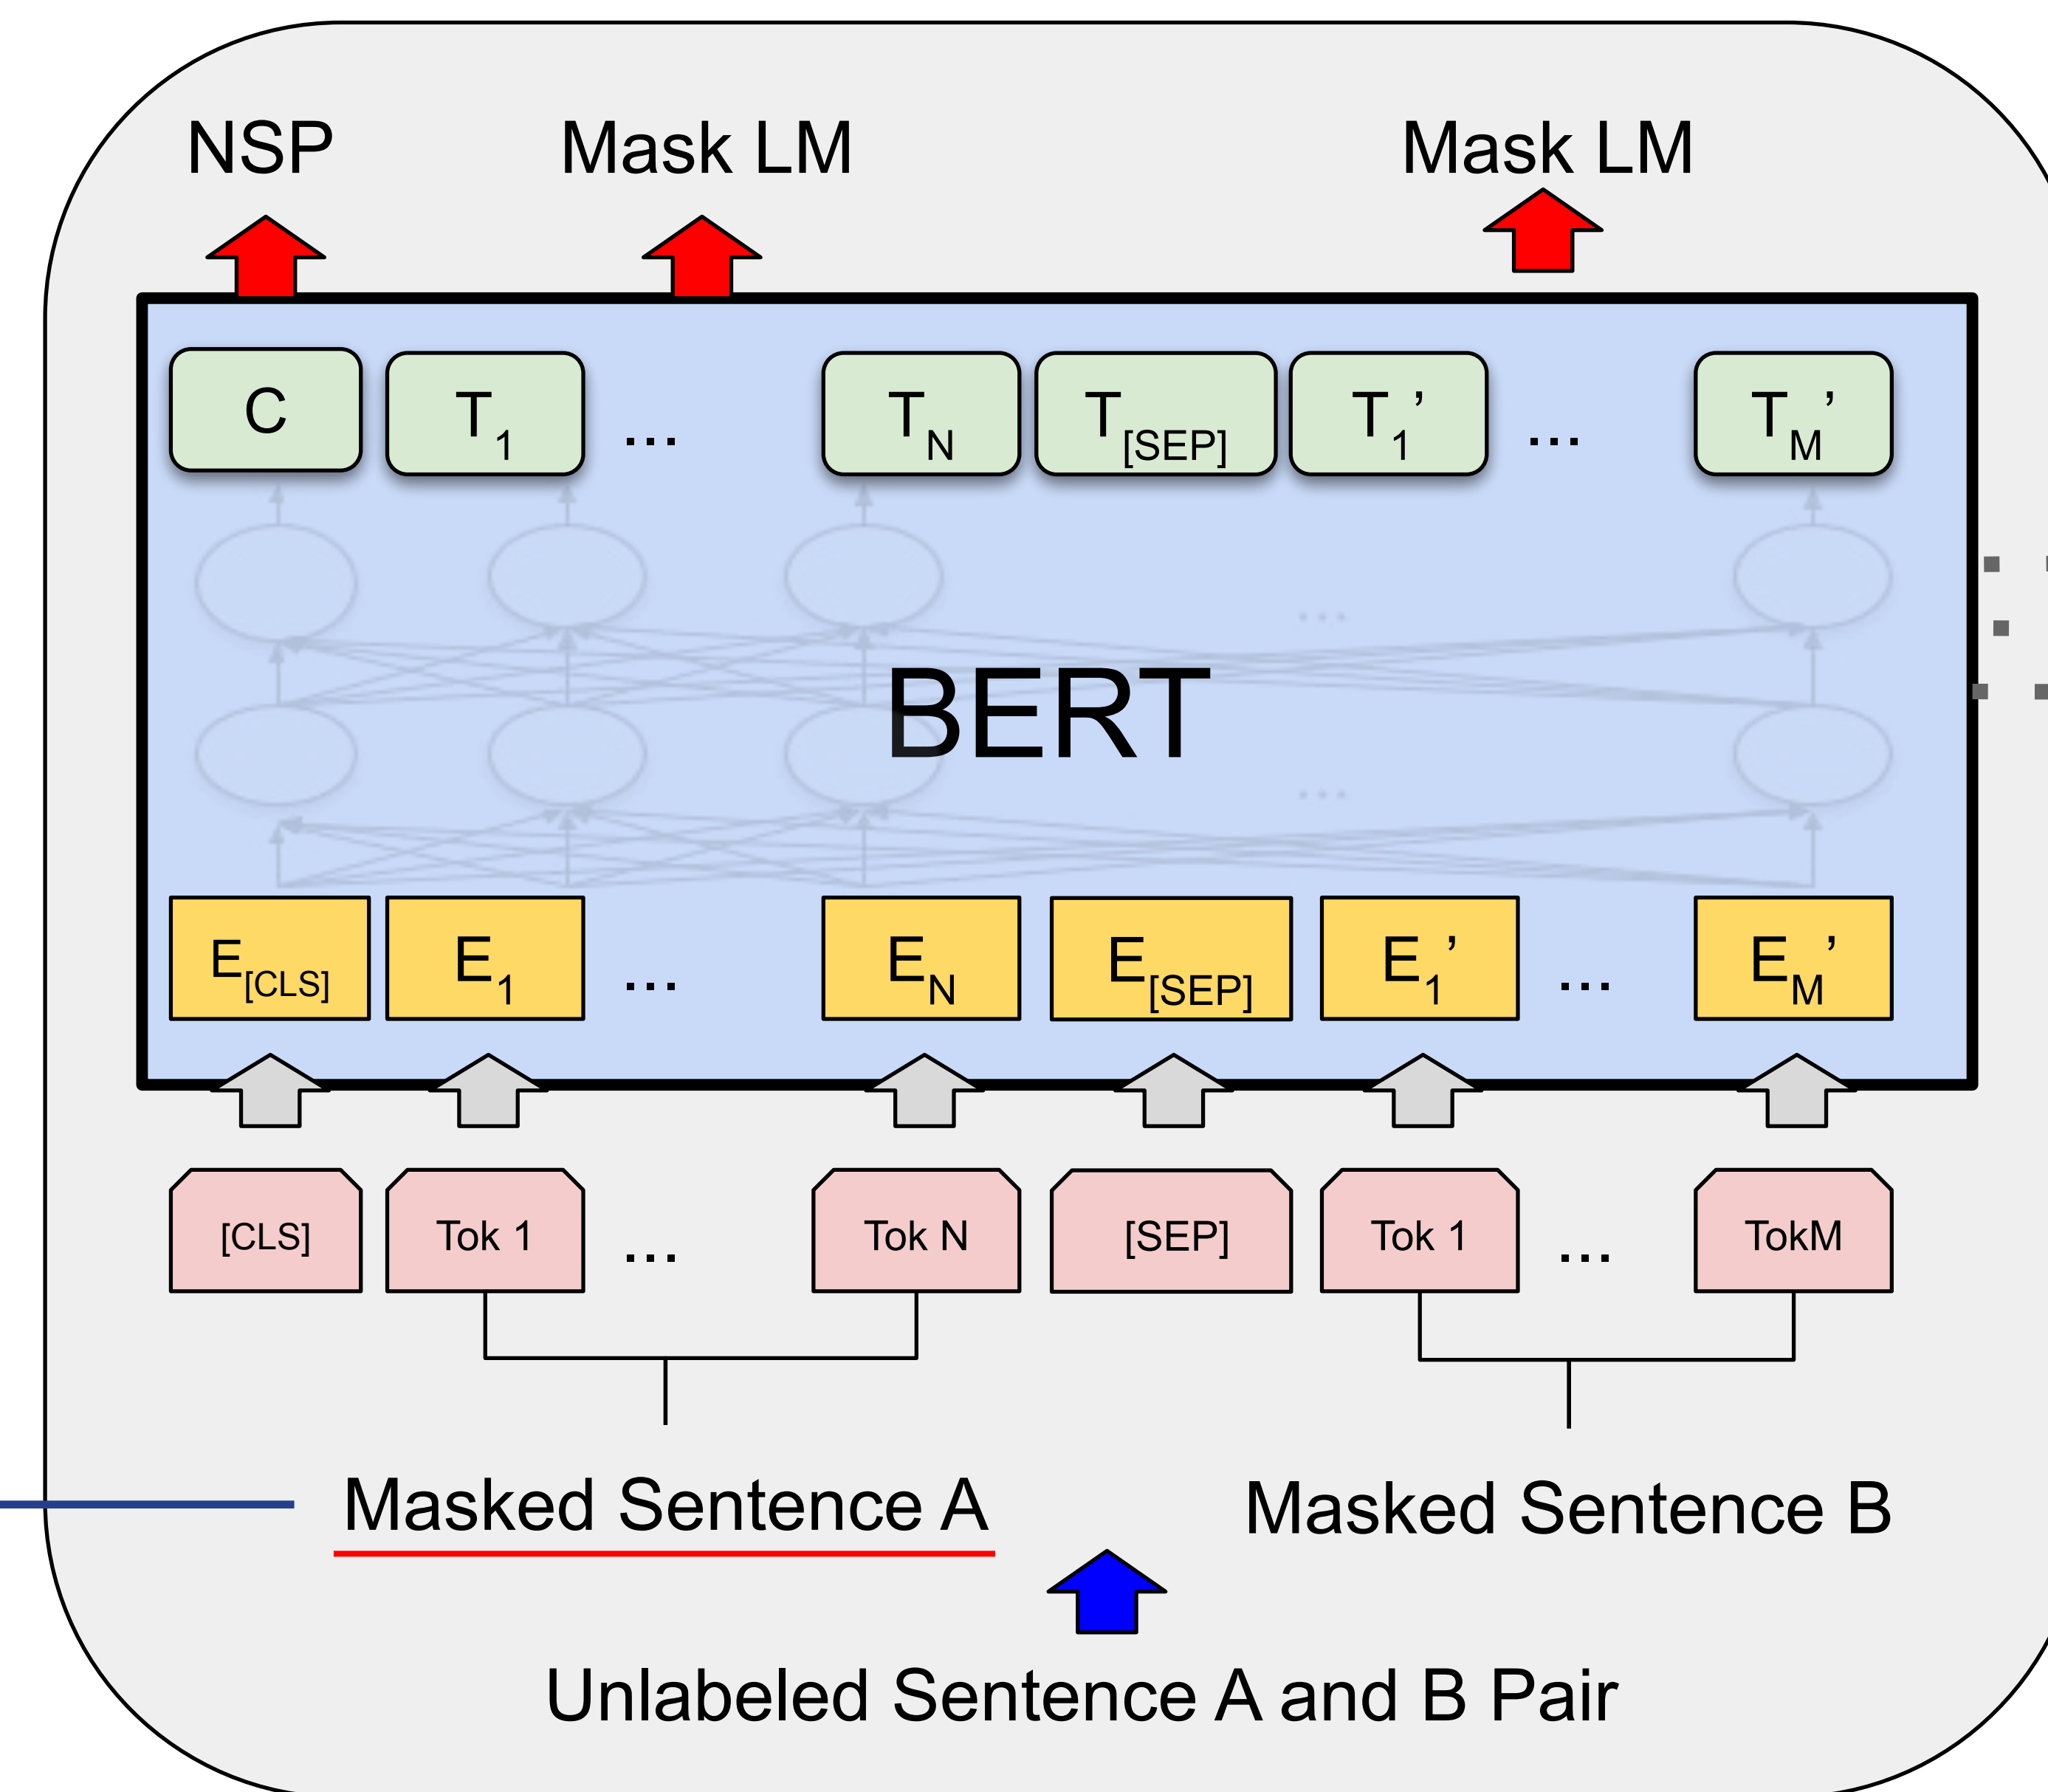 NSP Mask LM Mask LM
C T1 ... TN T[SEP] T1’ ... TM’
...
BERT
...
E[CLS] E1 ... EN E[SEP] E1’ ... EM’
[CLS] Tok 1 ... Tok N [SEP] Tok 1 ... TokM
Masked Sentence A Masked Sentence B
Unlabeled Sentence A and B Pair